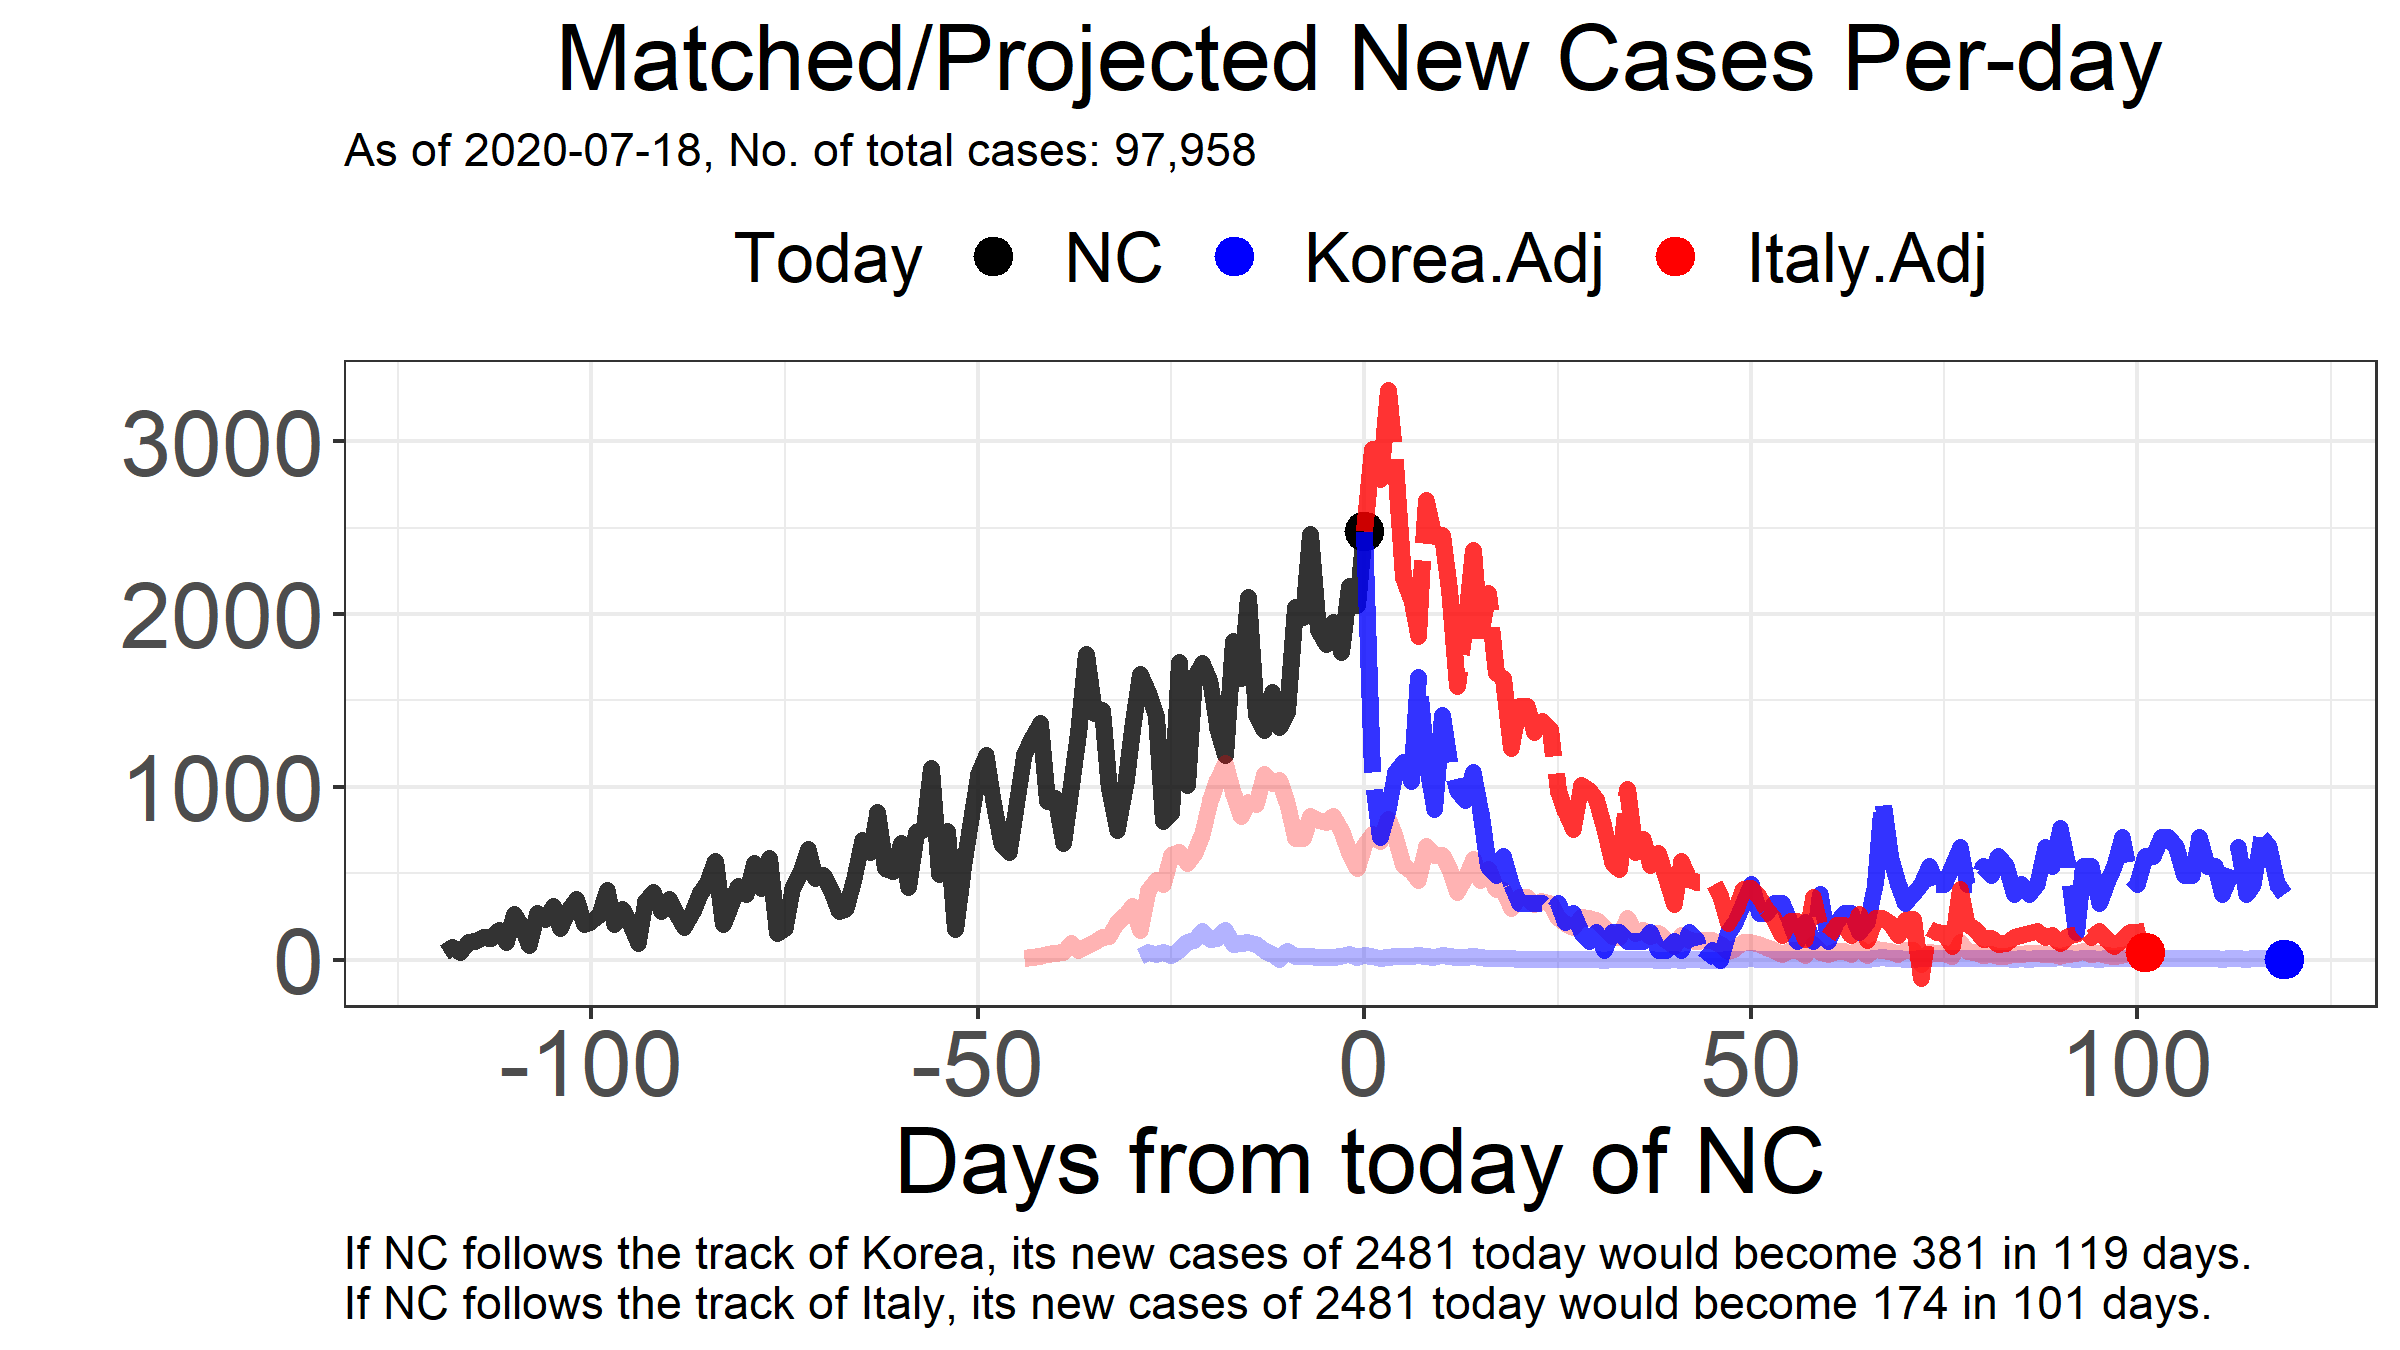 Matched/Projected New Cases Per-day
As of 2020-07-18, No. of total cases: 97,958
Today NC Korea.Adj Italy.Adj
3000
2000
1000
0
-100 -50 0 50 100
Days from today of NC
If NC follows the track of Korea, its new cases of 2481 today would become 381 in 119 days.
If NC follows the track of Italy, its new cases of 2481 today would become 174 in 101 days.